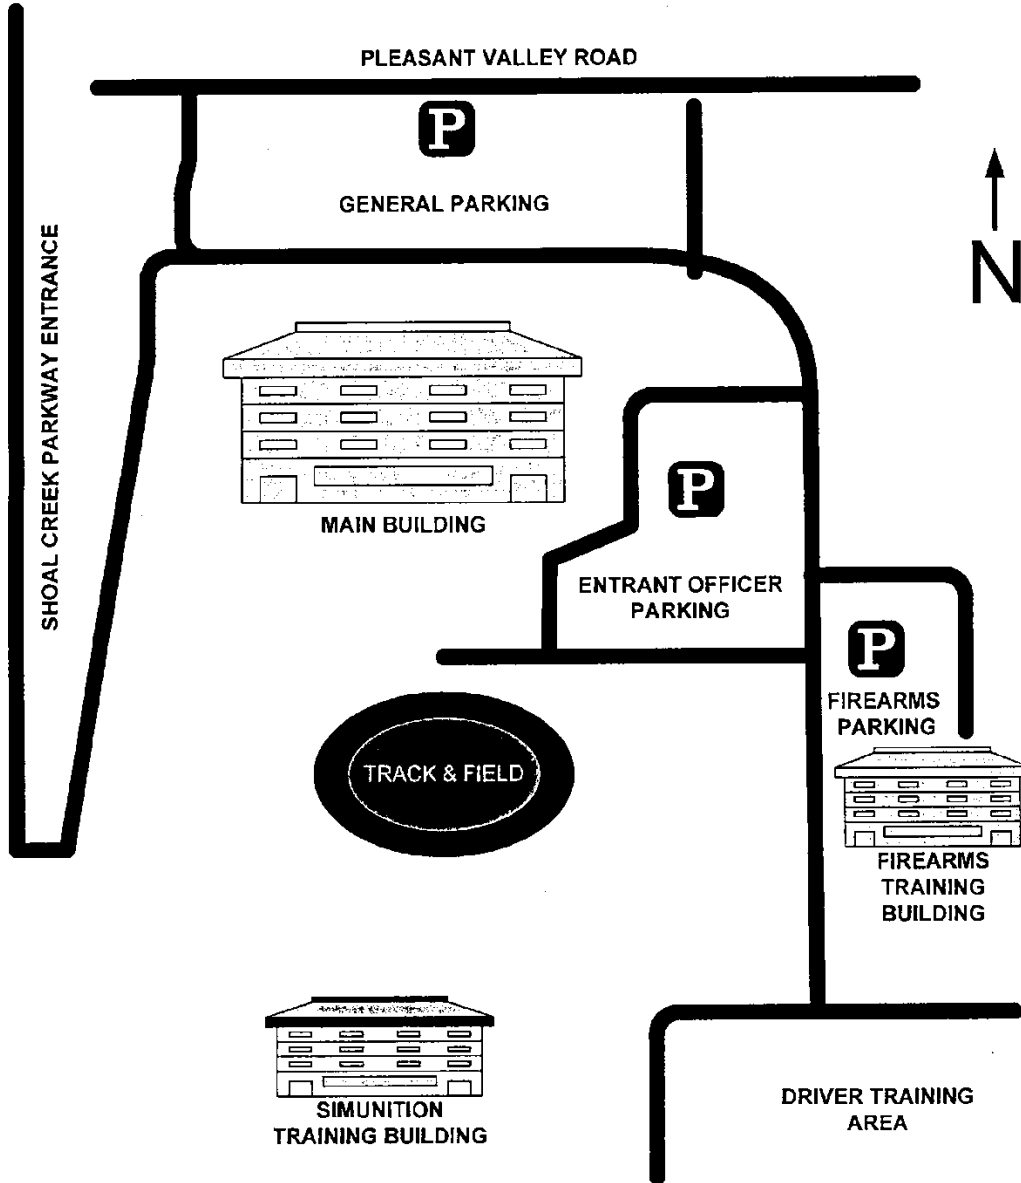 PLEASANT VALLEY ROAD
P
GENERAL PARKING
N
SHOAL CREEK PARKWAY ENTRANCE
MAIN BUILDING
P
ENTRANT OFFICER
PARKING
P
FIREARMS
PARKING
TRACK & FIELD
FIREARMS
TRAINING
BUILDING
SIMUNITION
TRAINING BUILDING
DRIVER TRAINING
AREA